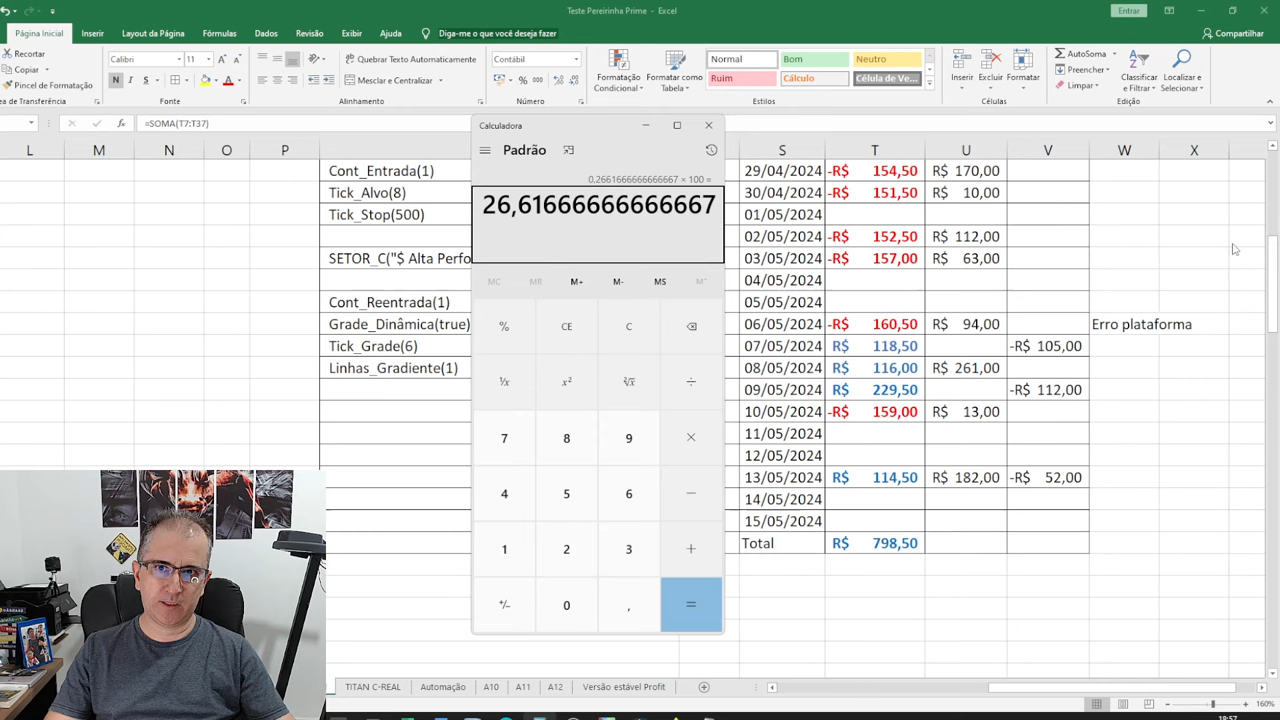 Teste Pereirinha Prime - Excel
Entrar
Página Inicial Inserir Layout da Página Fórmulas Dados Revisão Exibir Ajuda Diga-me o que você deseja fazer Compartilhar
Recortar
Copiar
Pincel de Formatação
a de Transferência
Calibri 11
N I S
Fonte
Quebrar Texto Automaticamente
Mesclar e Centralizar
Alinhamento
Contábil
% 000
Número
Formatação Condicional
Formatar como Tabela
Normal Bom Neutro
Ruim Cálculo Célula de Ve...
Estilos
Inserir Excluir Formatar
Células
AutoSoma
Preencher
Limpar
Classificar e Filtrar
Localizar e Selecionar
Edição
=SOMA(T7:T37)
L M N O P S T U V W X
Cont_Entrada(1)
Tick_Alvo(8)
Tick_Stop(500)
SETOR_C("$ Alta Perfo
Cont_Reentrada(1)
Grade_Dinâmica(true)
Tick_Grade(6)
Linhas_Gradiente(1)
Calculadora
Padrão
0,2661666666666667 × 100 =
26,61666666666667
MC MR M+ M- MS M˅
% CE C
¹/x x² ²√x ÷
7 8 9 ×
4 5 6 −
1 2 3 +
+/- 0 , =
29/04/2024 -R$ 154,50 R$ 170,00
30/04/2024 -R$ 151,50 R$ 10,00
01/05/2024
02/05/2024 -R$ 152,50 R$ 112,00
03/05/2024 -R$ 157,00 R$ 63,00
04/05/2024
05/05/2024
06/05/2024 -R$ 160,50 R$ 94,00 Erro plataforma
07/05/2024 R$ 118,50 -R$ 105,00
08/05/2024 R$ 116,00 R$ 261,00
09/05/2024 R$ 229,50 -R$ 112,00
10/05/2024 -R$ 159,00 R$ 13,00
11/05/2024
12/05/2024
13/05/2024 R$ 114,50 R$ 182,00 -R$ 52,00
14/05/2024
15/05/2024
Total R$ 798,50
TITAN C-REAL Automação A10 A11 A12 Versão estável Profit
160%
18:57